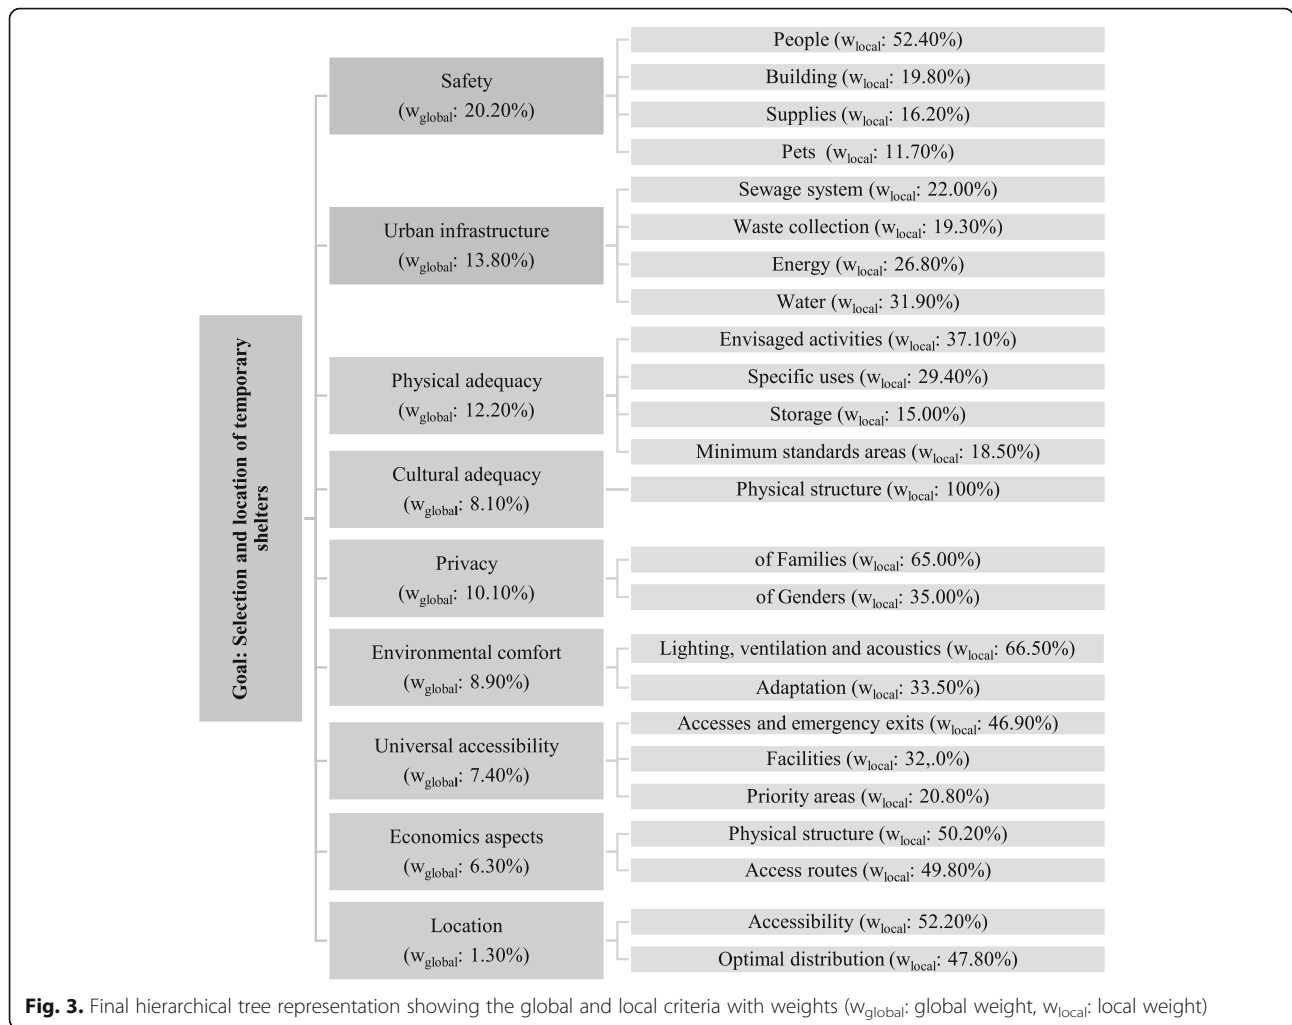 Goal: Selection and location of temporary
shelters
Safety
(wglobal: 20.20%)
People (wlocal: 52.40%)
Building (wlocal: 19.80%)
Supplies (wlocal: 16.20%)
Pets (wlocal: 11.70%)
Urban infrastructure
(wglobal: 13.80%)
Sewage system (wlocal: 22.00%)
Waste collection (wlocal: 19.30%)
Energy (wlocal: 26.80%)
Water (wlocal: 31.90%)
Physical adequacy
(wglobal: 12.20%)
Envisaged activities (wlocal: 37.10%)
Specific uses (wlocal: 29.40%)
Storage (wlocal: 15.00%)
Minimum standards areas (wlocal: 18.50%)
Cultural adequacy
(wglobal: 8.10%)
Physical structure (wlocal: 100%)
Privacy
(wglobal: 10.10%)
of Families (wlocal: 65.00%)
of Genders (wlocal: 35.00%)
Environmental comfort
(wglobal: 8.90%)
Lighting, ventilation and acoustics (wlocal: 66.50%)
Adaptation (wlocal: 33.50%)
Universal accessibility
(wglobal: 7.40%)
Accesses and emergency exits (wlocal: 46.90%)
Facilities (wlocal: 32,.0%)
Priority areas (wlocal: 20.80%)
Economics aspects
(wglobal: 6.30%)
Physical structure (wlocal: 50.20%)
Access routes (wlocal: 49.80%)
Location
(wglobal: 1.30%)
Accessibility (wlocal: 52.20%)
Optimal distribution (wlocal: 47.80%)
Fig. 3. Final hierarchical tree representation showing the global and local criteria with weights (wglobal: global weight, wlocal: local weight)